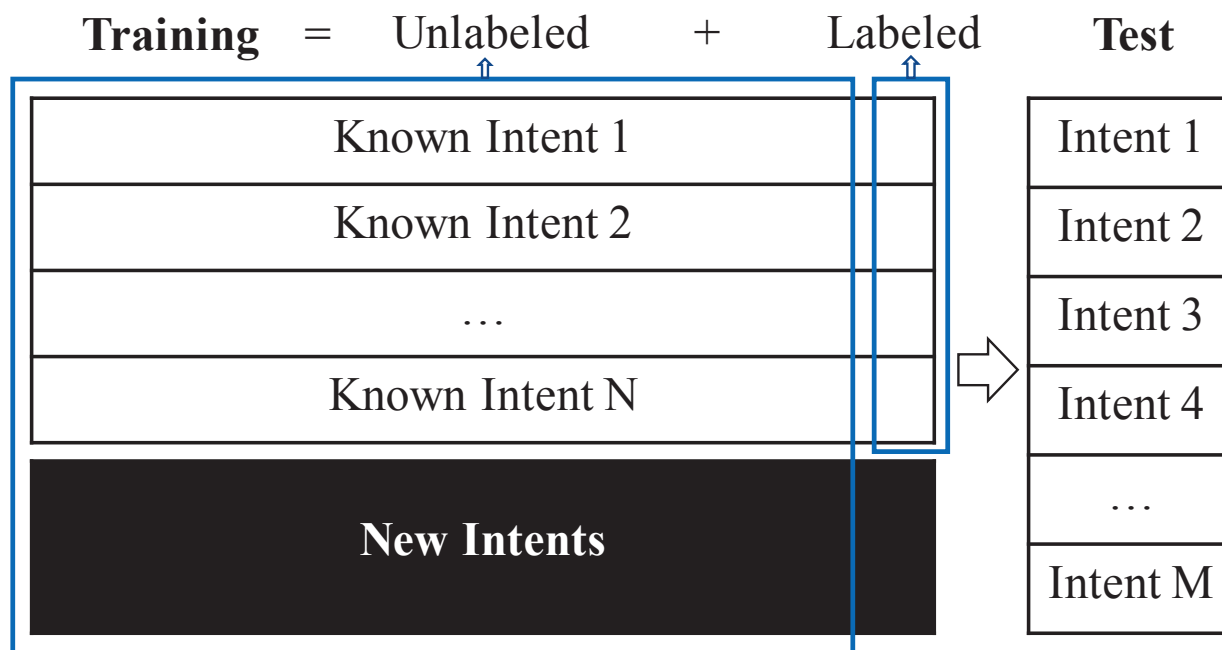 Training = Unlabeled + Labeled Test
Known Intent 1
Known Intent 2
…
Known Intent N
New Intents
Intent 1
Intent 2
Intent 3
Intent 4
…
Intent M